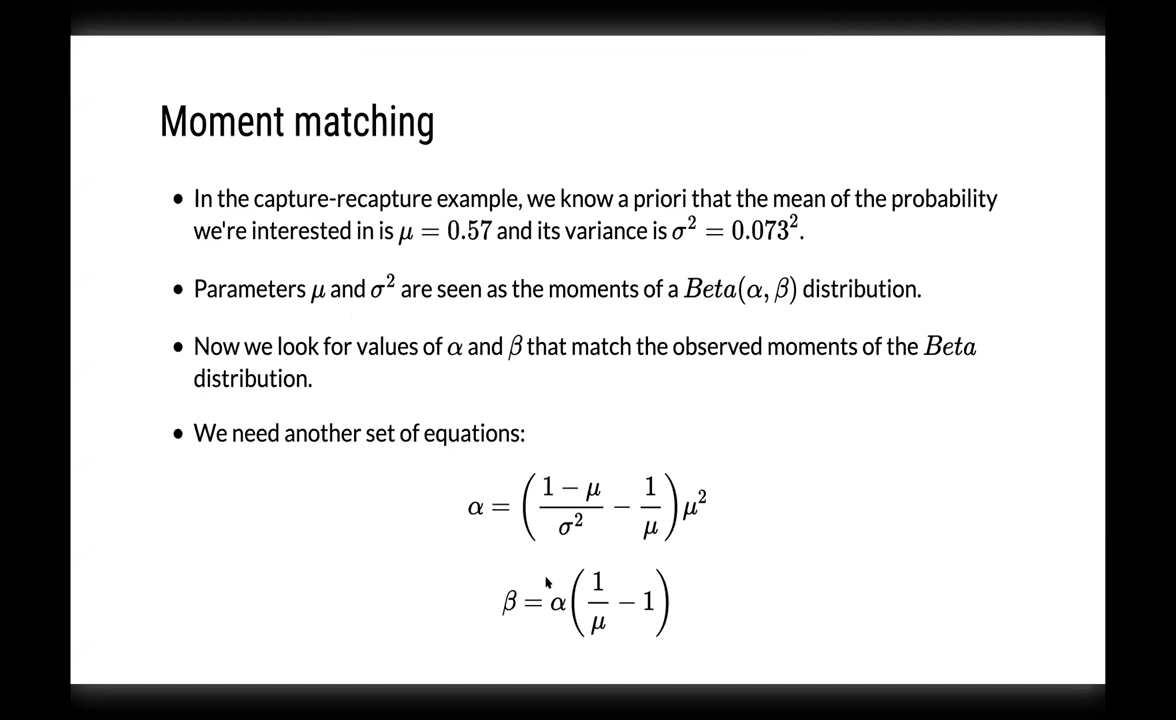 Moment matching
• In the capture-recapture example, we know a priori that the mean of the probability
we're interested in is μ = 0.57 and its variance is σ² = 0.073².
• Parameters μ and σ² are seen as the moments of a Beta(α, β) distribution.
• Now we look for values of α and β that match the observed moments of the Beta
distribution.
• We need another set of equations:
α = ( (1 − μ)/σ² − 1/μ ) μ²
β = α ( 1/μ − 1 )